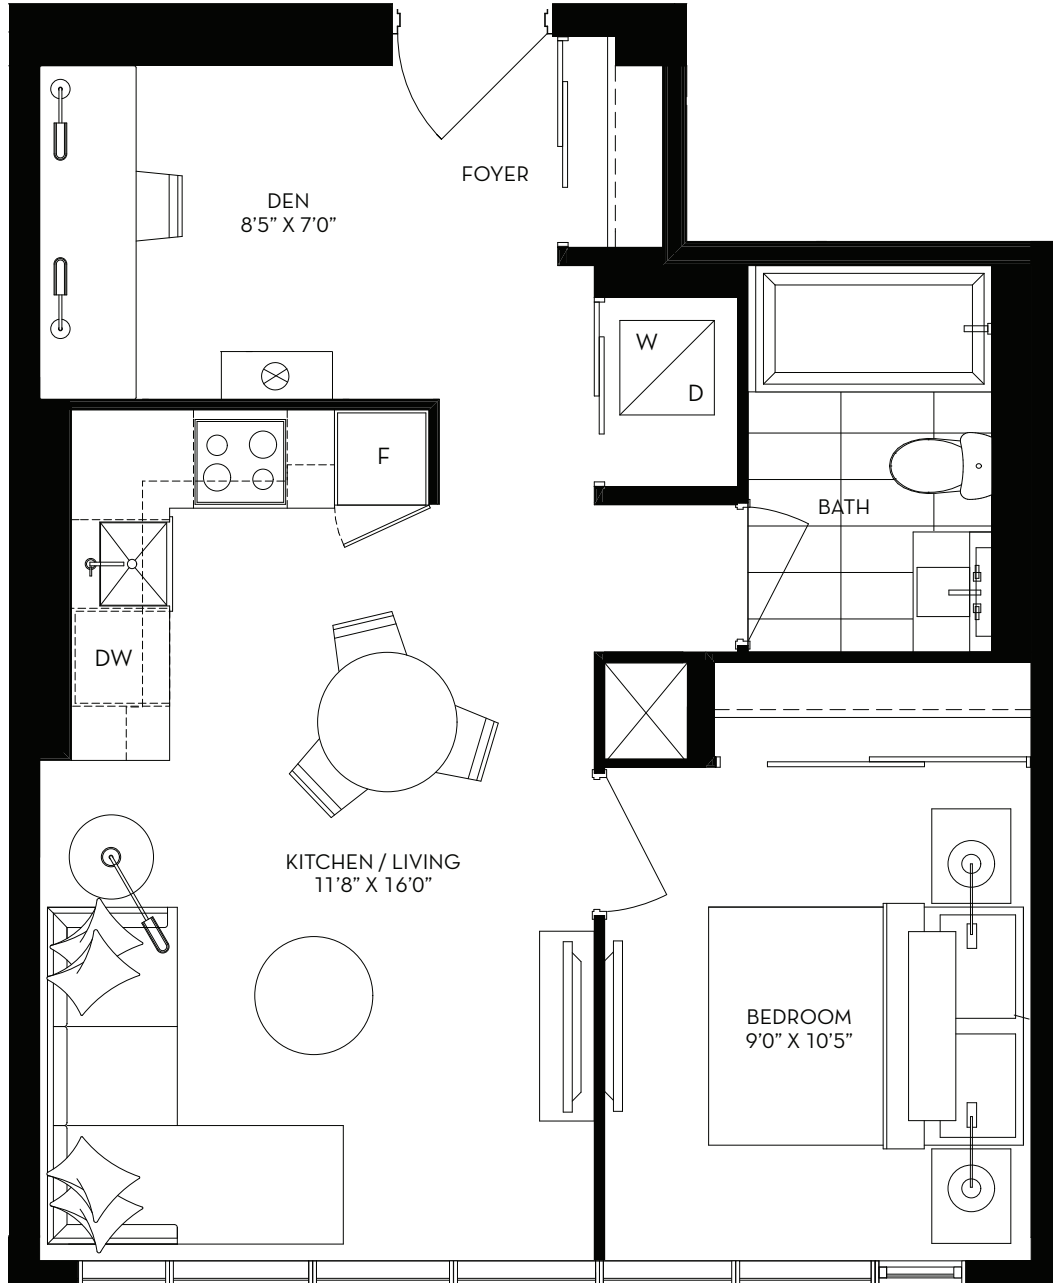 FOYER
DEN
8'5" X 7'0"
W
D
F
BATH
DW
KITCHEN / LIVING
11'8" X 16'0"
BEDROOM
9'0" X 10'5"